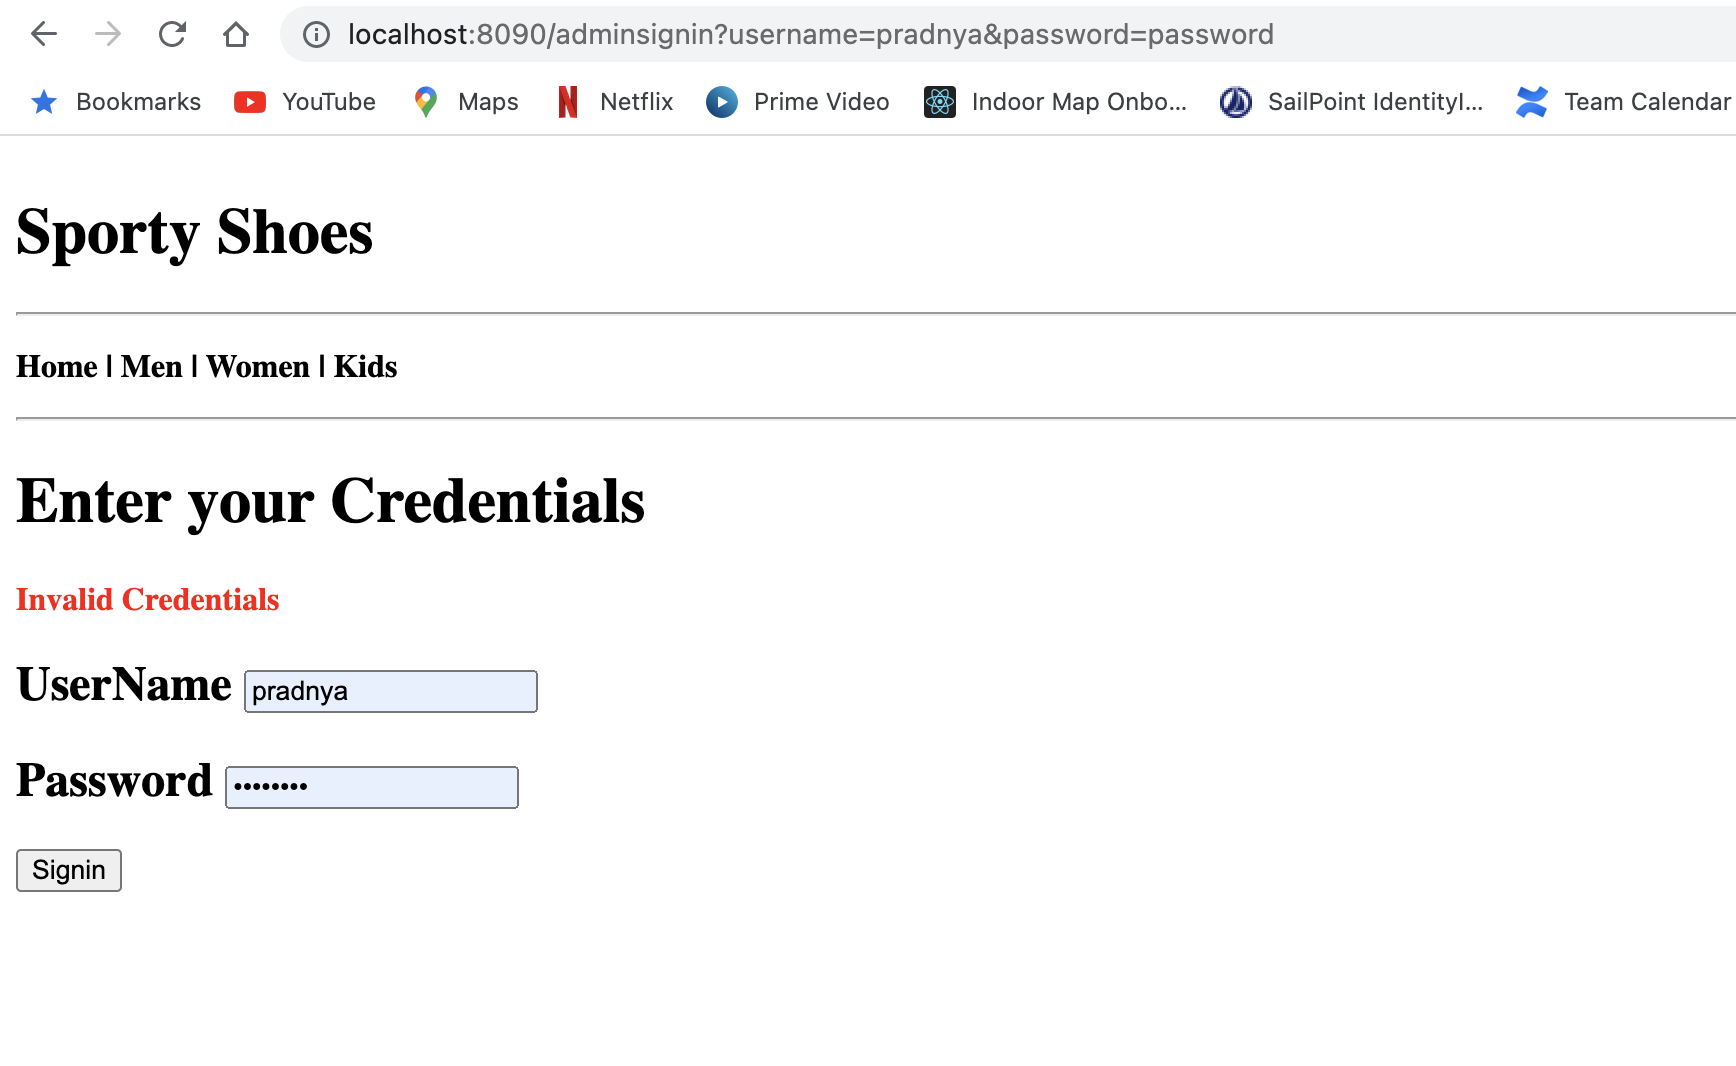 localhost:8090/adminsignin?username=pradnya&password=password
Bookmarks YouTube Maps Netflix Prime Video Indoor Map Onbo... SailPoint IdentityI... Team Calendar
Sporty Shoes
Home | Men | Women | Kids
Enter your Credentials
Invalid Credentials
UserName pradnya
Password ••••••••
Signin